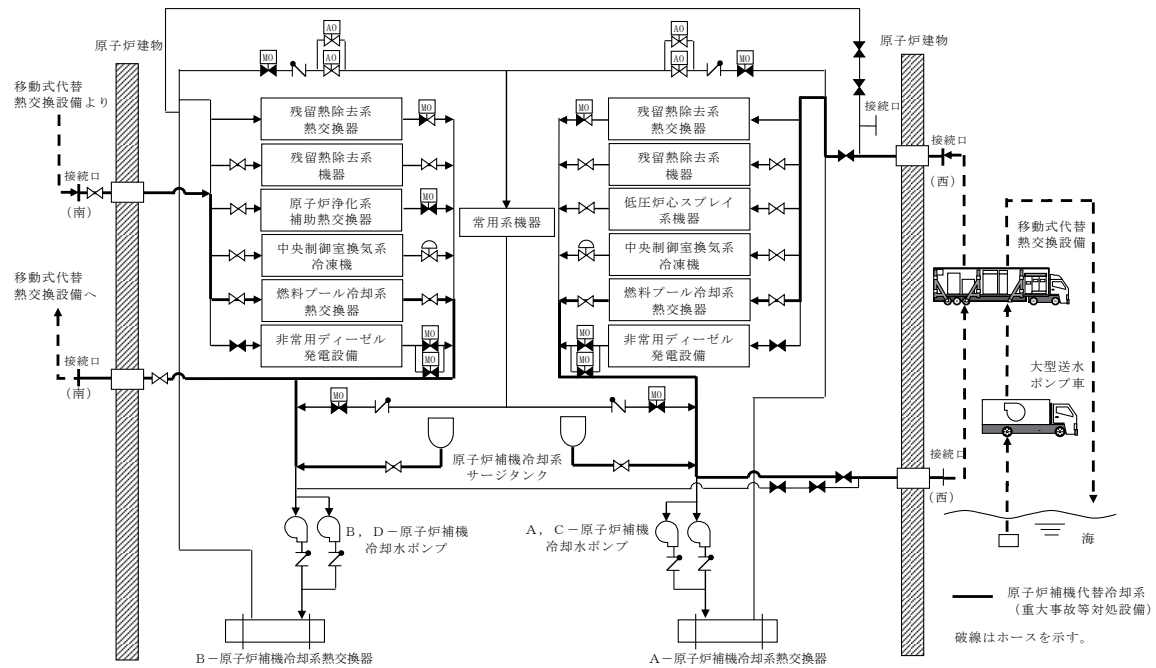 原子炉建物
原子炉建物
AO
AO
AO
AO
MO
MO
移動式代替
熱交換設備より
接続口
(南)
移動式代替
熱交換設備へ
接続口
(南)
残留熱除去系
熱交換器
MO
残留熱除去系
機器
原子炉浄化系
補助熱交換器
MO
中央制御室換気系
冷凍機
燃料プール冷却系
熱交換器
非常用ディーゼル
発電設備
MO
MO
常用系機器
MO
残留熱除去系
熱交換器
残留熱除去系
機器
低圧炉心スプレイ
系機器
中央制御室換気系
冷凍機
燃料プール冷却系
熱交換器
MO
MO
非常用ディーゼル
発電設備
接続口
接続口
(西)
移動式代替
熱交換設備
大型送水
ポンプ車
接続口
(西)
海
MO
MO
原子炉補機冷却系
サージタンク
B,D-原子炉補機
冷却水ポンプ
A,C-原子炉補機
冷却水ポンプ
B-原子炉補機冷却系熱交換器
A-原子炉補機冷却系熱交換器
原子炉補機代替冷却系
(重大事故等対処設備)
破線はホースを示す。